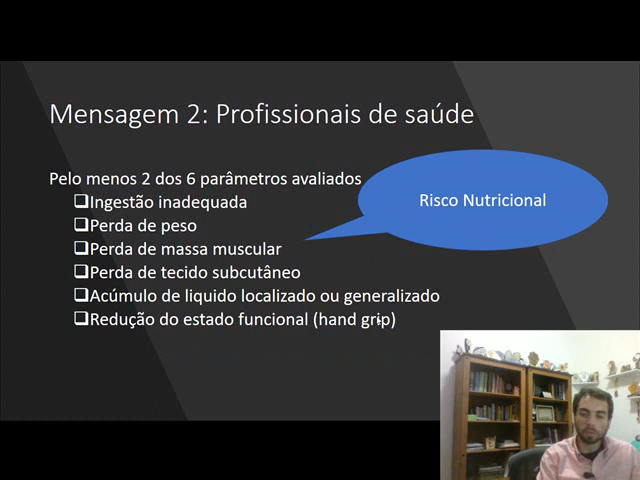 Mensagem 2: Profissionais de saúde
Pelo menos 2 dos 6 parâmetros avaliados
Risco Nutricional
Ingestão inadequada
Perda de peso
Perda de massa muscular
Perda de tecido subcutâneo
Acúmulo de liquido localizado ou generalizado
Redução do estado funcional (hand grip)